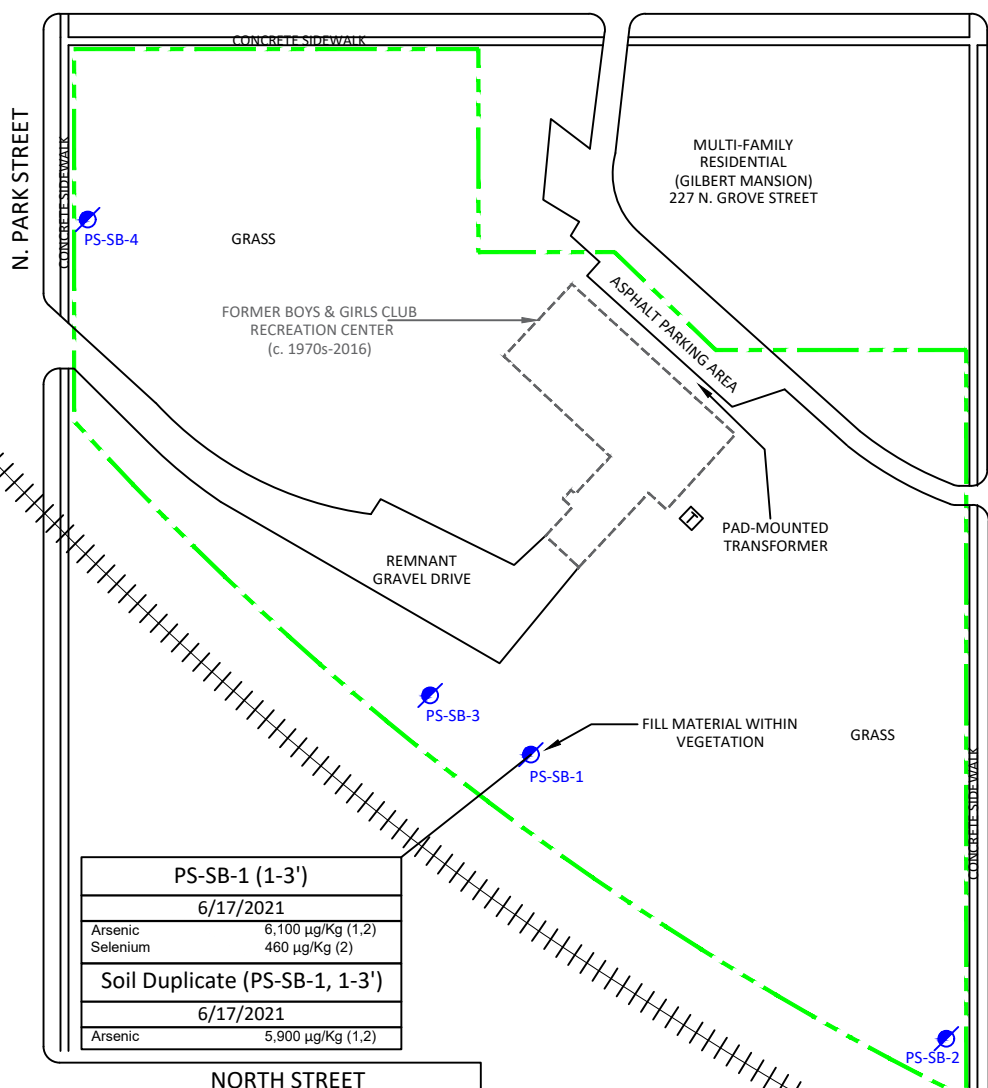 CONCRETE SIDEWALK
N. PARK STREET
CONCRETE SIDEWALK
MULTI-FAMILY
RESIDENTIAL
(GILBERT MANSION)
227 N. GROVE STREET
PS-SB-4
GRASS
FORMER BOYS & GIRLS CLUB
RECREATION CENTER
(c. 1970s-2016)
ASPHALT PARKING AREA
T
PAD-MOUNTED
TRANSFORMER
REMNANT
GRAVEL DRIVE
PS-SB-3
FILL MATERIAL WITHIN
VEGETATION
GRASS
PS-SB-1
CONCRETE SIDEWALK
PS-SB-1 (1-3')
6/17/2021
Arsenic 6,100 µg/Kg (1,2)
Selenium 460 µg/Kg (2)
Soil Duplicate (PS-SB-1, 1-3')
6/17/2021
Arsenic 5,900 µg/Kg (1,2)
PS-SB-2
NORTH STREET